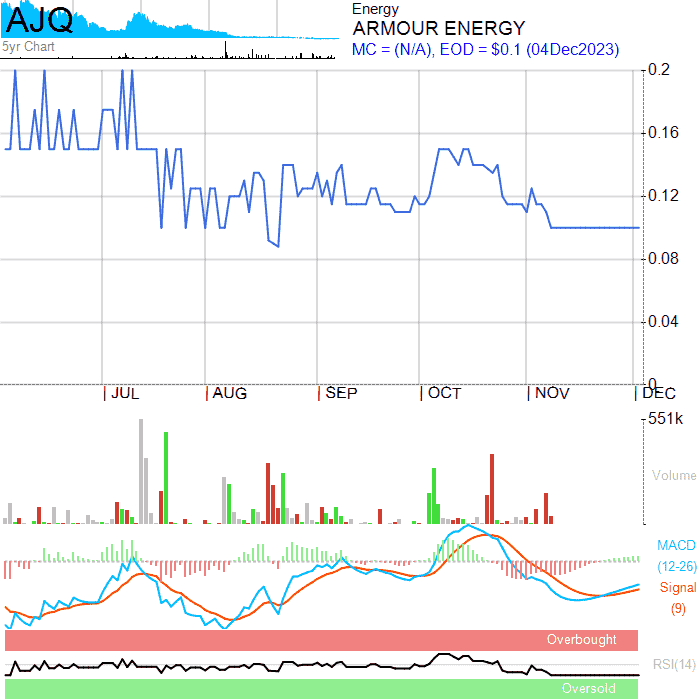 AJQ
5yr Chart
Energy
ARMOUR ENERGY
MC = (N/A), EOD = $0.1 (04Dec2023)
0.2
0.16
0.12
0.08
0.04
0
JUL AUG SEP OCT NOV DEC
551k
Volume
MACD
(12-26)
Signal
(9)
Overbought
RSI(14)
Oversold